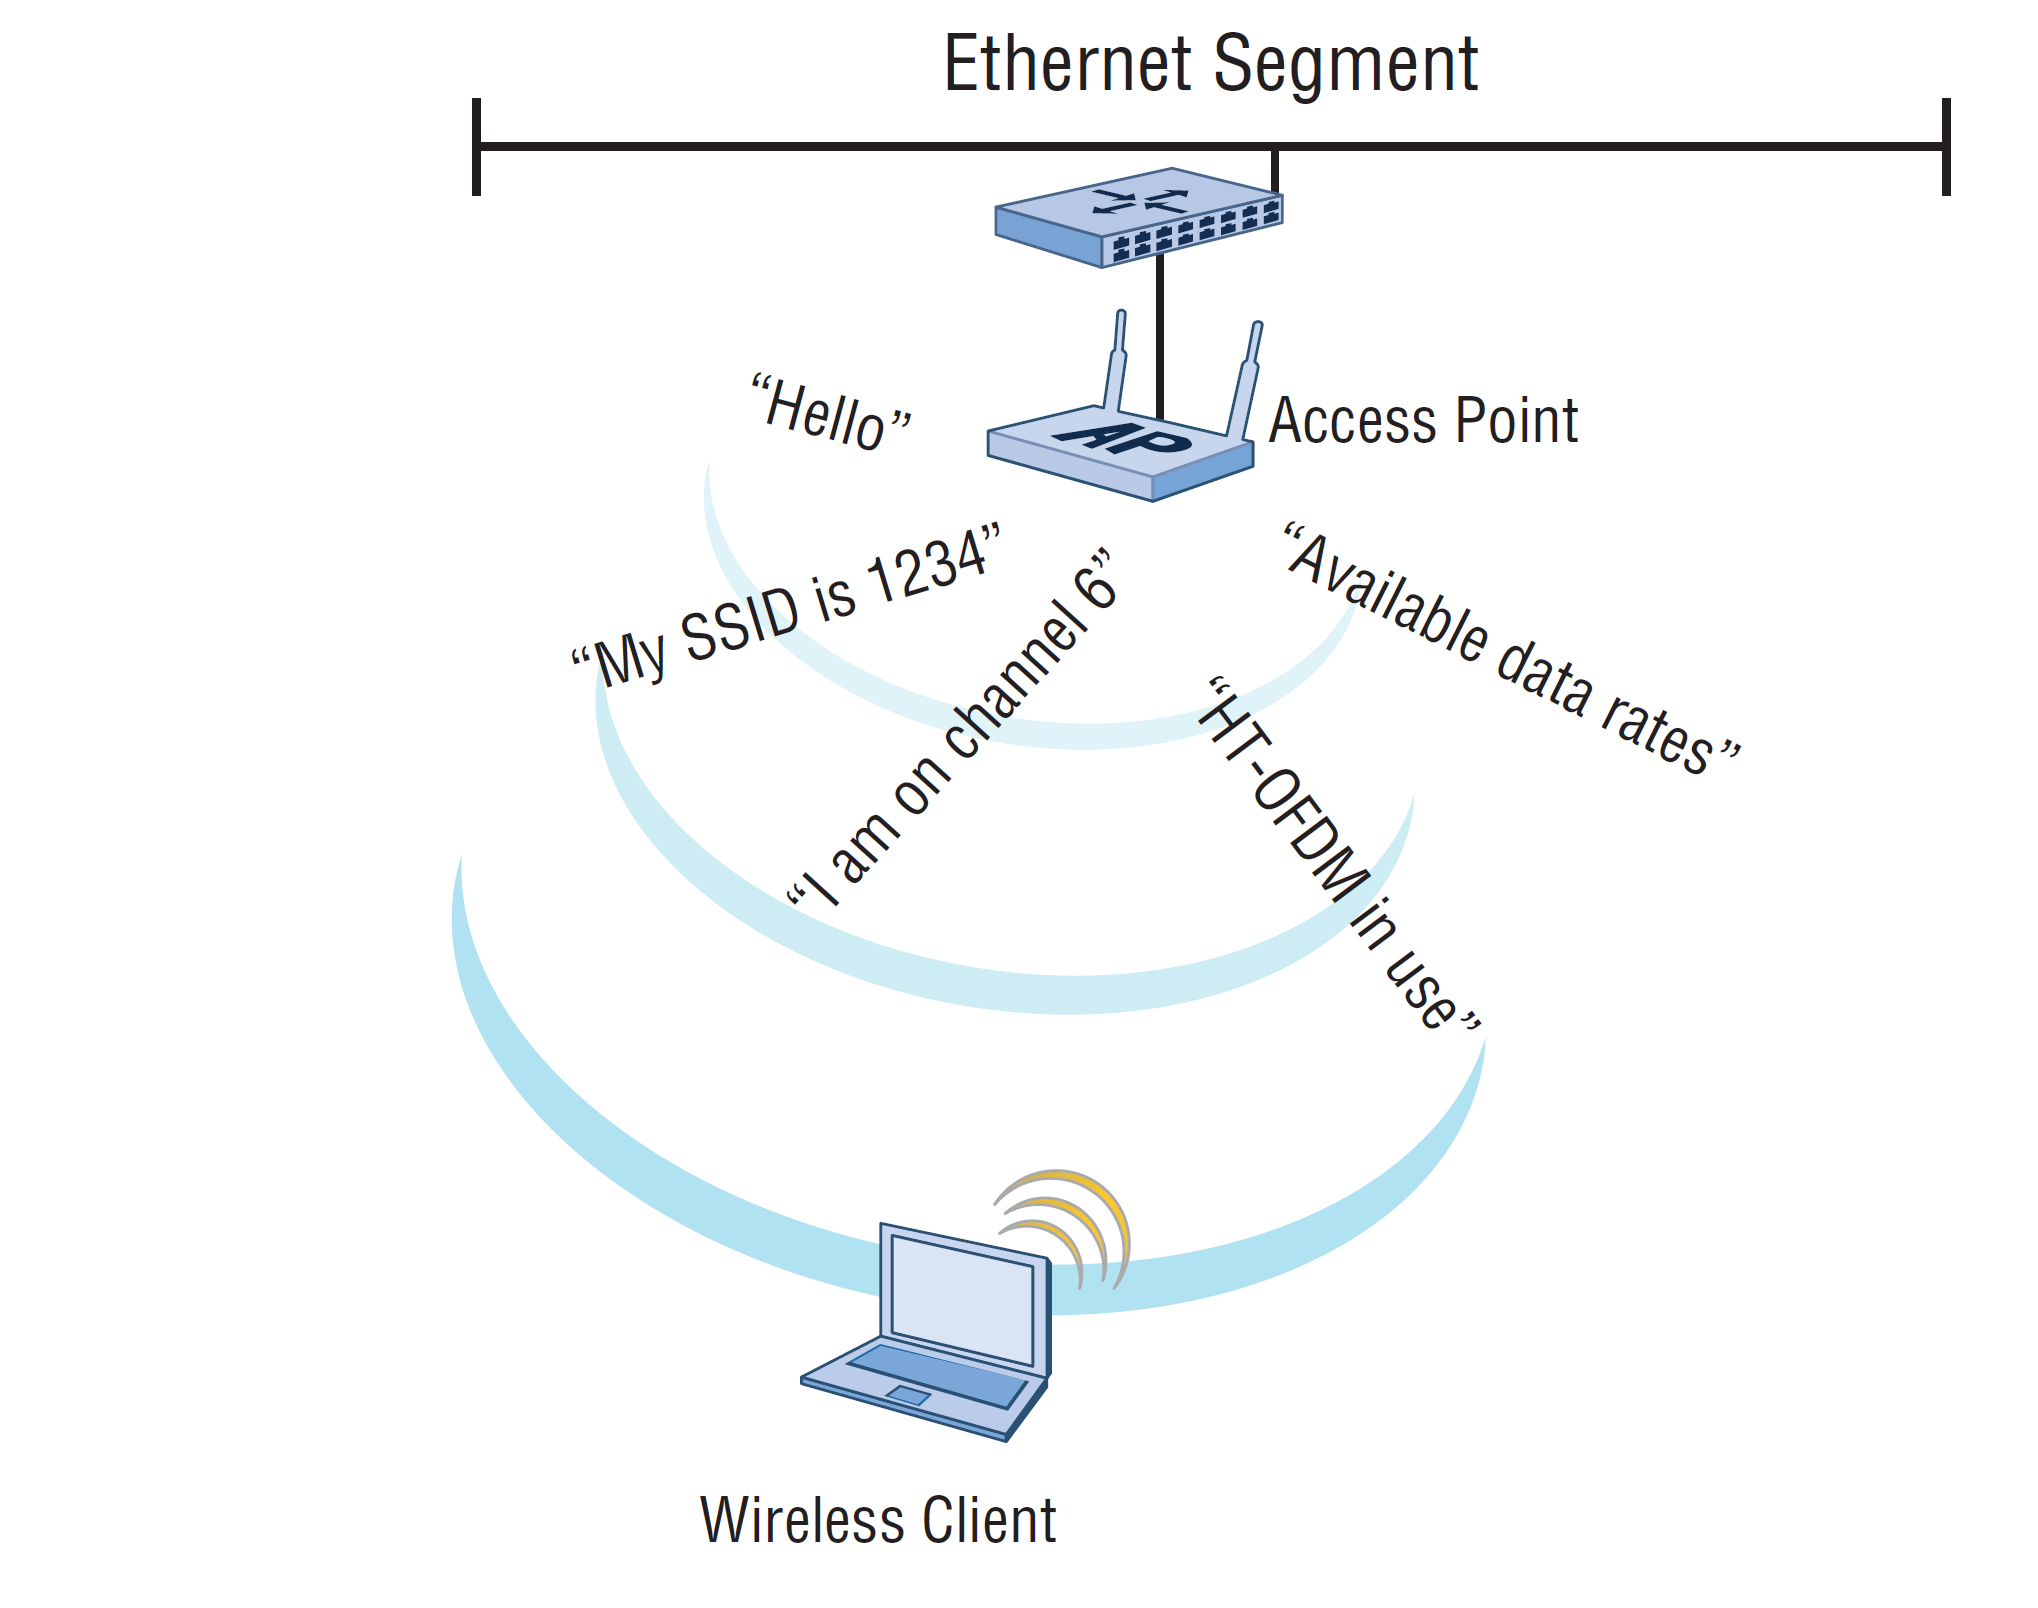 Ethernet Segment
“Hello”
AP
Access Point
“My SSID is 1234”
“I am on channel 6”
“HT-OFDM in use”
“Available data rates”
Wireless Client